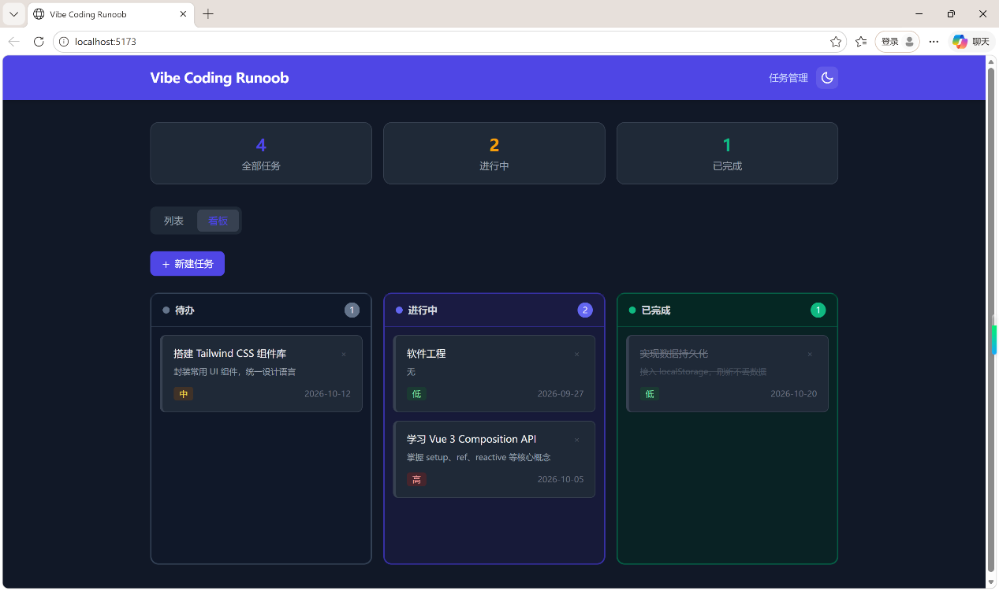 Vibe Coding Runoob
localhost:5173
登录
聊天
Vibe Coding Runoob
任务管理
4
全部任务
2
进行中
1
已完成
列表
看板
+ 新建任务
待办
1
搭建 Tailwind CSS 组件库
×
封装常用 UI 组件，统一设计语言
中
2026-10-12
进行中
2
软件工程
×
无
低
2026-09-27
学习 Vue 3 Composition API
×
掌握 setup、ref、reactive 等核心概念
高
2026-10-05
已完成
1
实现数据持久化
×
接入 localStorage，刷新不丢数据
低
2026-10-20